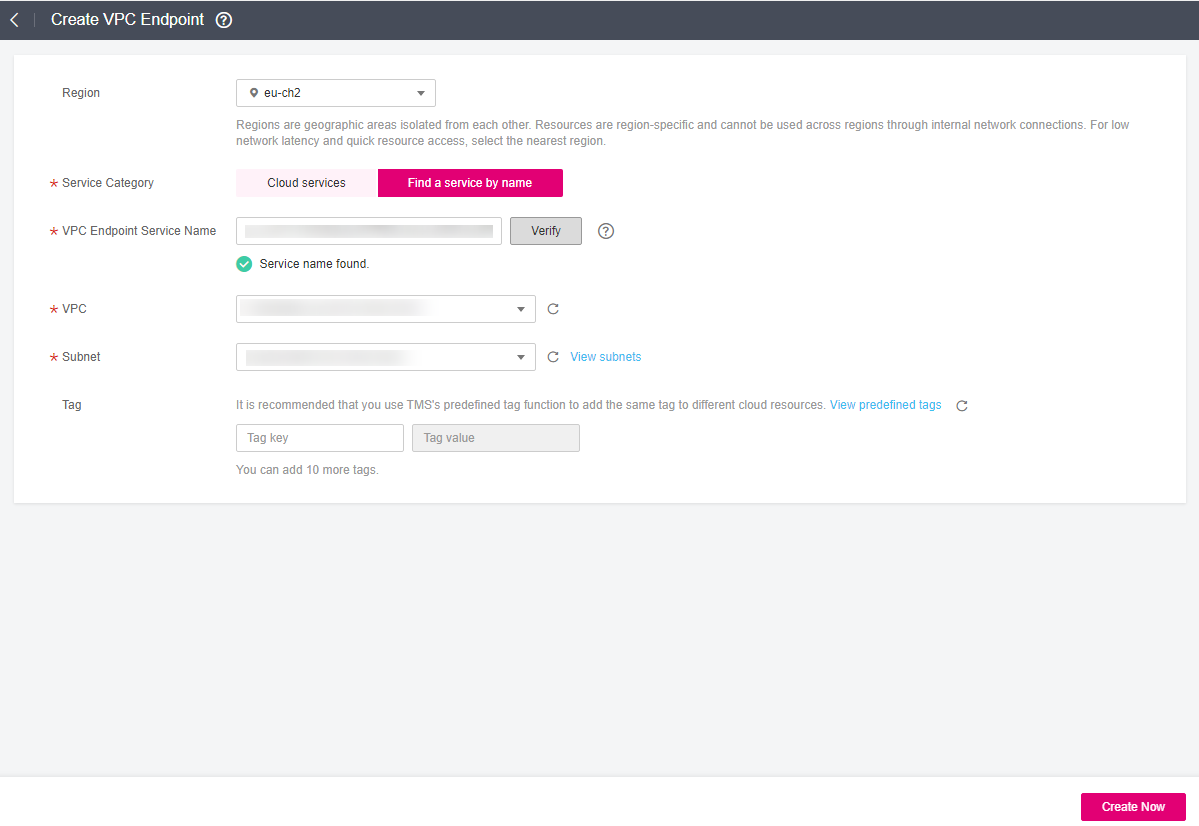 Create VPC Endpoint ?
Region
eu-ch2
Regions are geographic areas isolated from each other. Resources are region-specific and cannot be used across regions through internal network connections. For low
network latency and quick resource access, select the nearest region.
* Service Category
Cloud services
Find a service by name
* VPC Endpoint Service Name
Verify
?
Service name found.
* VPC
* Subnet
View subnets
Tag
It is recommended that you use TMS's predefined tag function to add the same tag to different cloud resources. View predefined tags
Tag key
Tag value
You can add 10 more tags.
Create Now